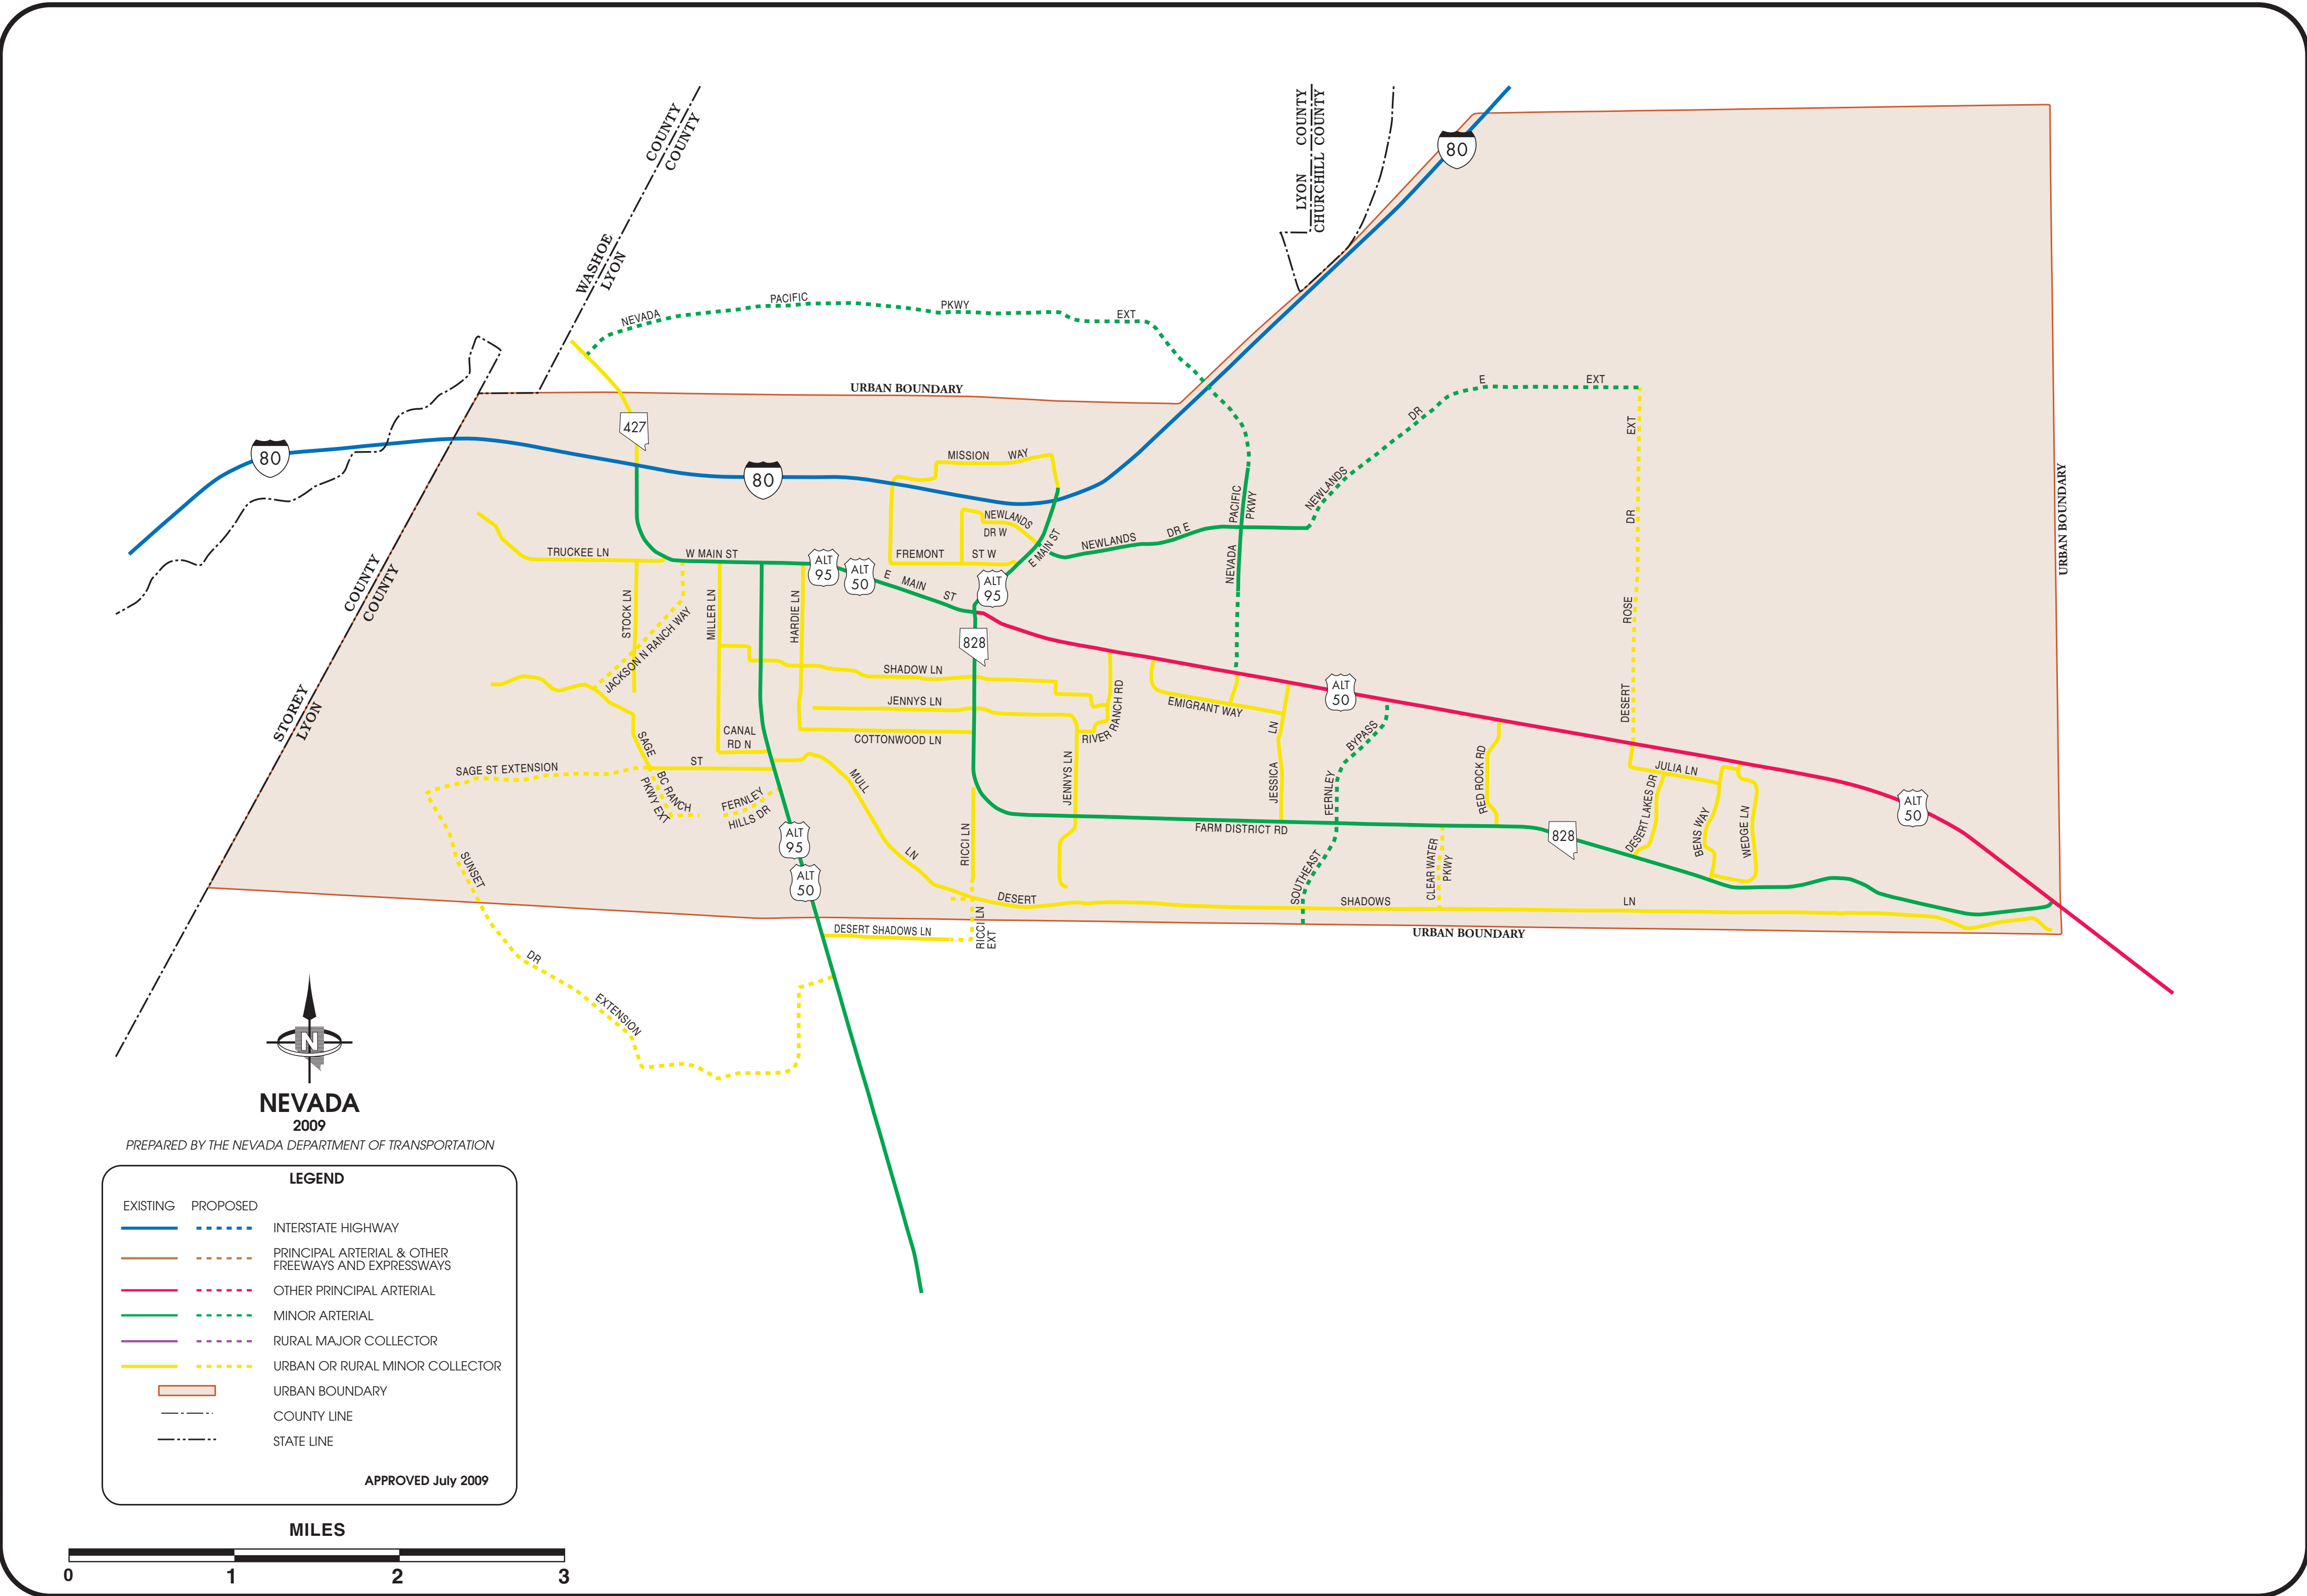 WASHOE COUNTY
LYON COUNTY
LYON COUNTY
CHURCHILL COUNTY
80
NEVADA PACIFIC PKWY EXT
URBAN BOUNDARY
E EXT
DR
NEWLANDS
EXT
DR
ROSE
DESERT
URBAN BOUNDARY
427
80
80
MISSION WAY
NEWLANDS
DR W
FREMONT ST W
E MAIN ST
NEWLANDS DR E
PACIFIC
PKWY
NEVADA
TRUCKEE LN
W MAIN ST
ALT
95
ALT
50
E MAIN ST
ALT
95
828
STOREY COUNTY
LYON COUNTY
STOCK LN
JACKSON N RANCH WAY
MILLER LN
HARDIE LN
SHADOW LN
JENNYS LN
COTTONWOOD LN
CANAL
RD N
RIVER RANCH RD
EMIGRANT WAY
ALT
50
JESSICA LN
FERNLEY BYPASS
SOUTHEAST
RED ROCK RD
JULIA LN
DESERT LAKES DR
BENS WAY
WEDGE LN
ALT
50
SAGE ST
SAGE ST EXTENSION
BC RANCH
PKWY EXT
FERNLEY
HILLS DR
MULL LN
JENNYS LN
RICCI LN
FARM DISTRICT RD
828
CLEAR WATER
PKWY
ALT
95
ALT
50
SUNSET DR EXTENSION
DESERT SHADOWS LN
DESERT SHADOWS LN
RICCI LN
EXT
URBAN BOUNDARY
N
NEVADA
2009
PREPARED BY THE NEVADA DEPARTMENT OF TRANSPORTATION
LEGEND
EXISTING PROPOSED
INTERSTATE HIGHWAY
PRINCIPAL ARTERIAL & OTHER
FREEWAYS AND EXPRESSWAYS
OTHER PRINCIPAL ARTERIAL
MINOR ARTERIAL
RURAL MAJOR COLLECTOR
URBAN OR RURAL MINOR COLLECTOR
URBAN BOUNDARY
COUNTY LINE
STATE LINE
APPROVED July 2009
MILES
0 1 2 3